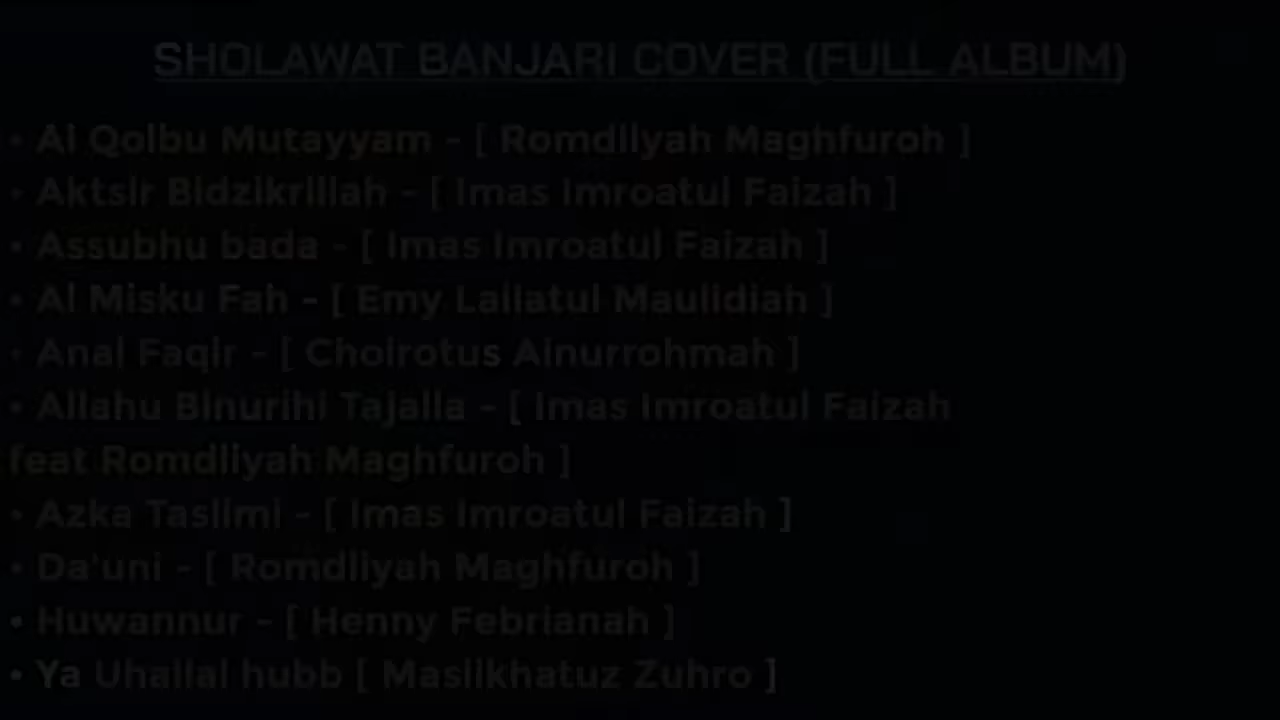 SHOLAWAT BANJARI COVER (FULL ALBUM)
• Al Qolbu Mutayyam - [ Romdliyah Maghfuroh ]
• Aktsir Bidzikrillah - [ Imas Imroatul Faizah ]
• Assubhu bada - [ Imas Imroatul Faizah ]
• Al Misku Fah - [ Emy Lailatul Maulidiah ]
• Anal Faqir - [ Choirotus Ainurrohmah ]
• Allahu Binurihi Tajalla - [ Imas Imroatul Faizah
feat Romdliyah Maghfuroh ]
• Azka Taslimi - [ Imas Imroatul Faizah ]
• Da'uni - [ Romdliyah Maghfuroh ]
• Huwannur - [ Henny Febrianah ]
• Ya Uhailal hubb [ Maslikhatuz Zuhro ]